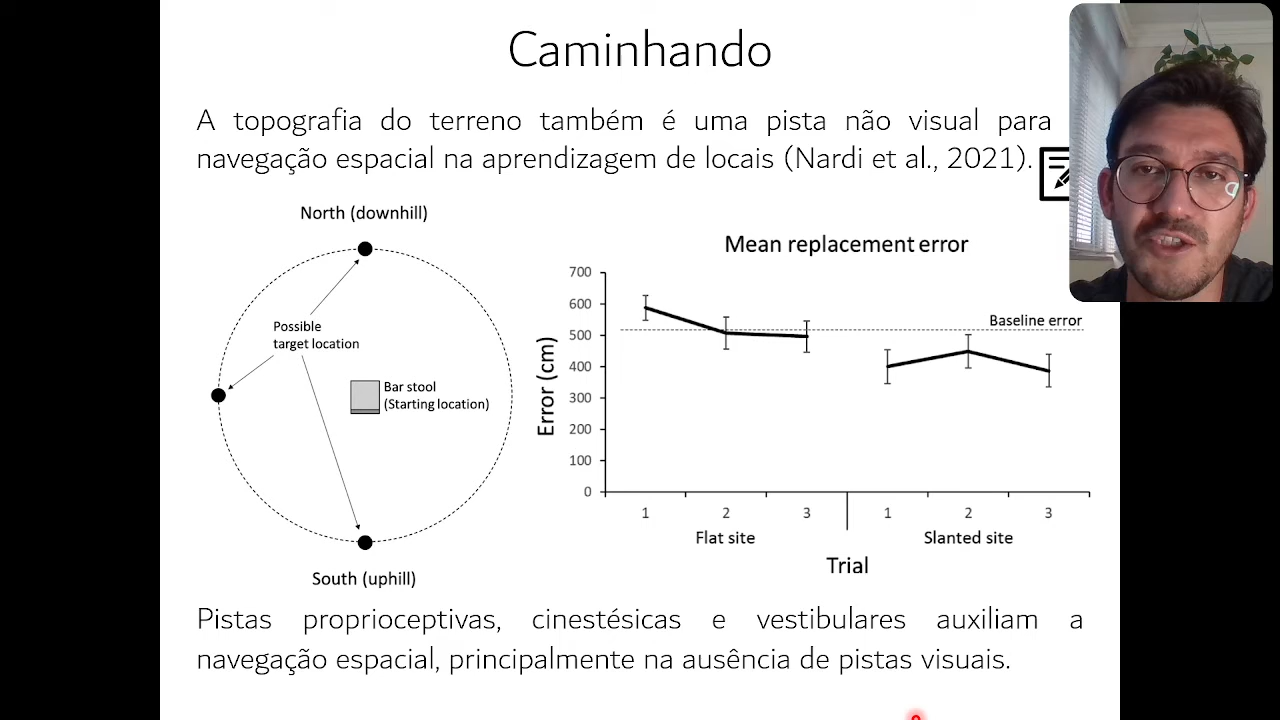 Caminhando
A topografia do terreno também é uma pista não visual para
navegação espacial na aprendizagem de locais (Nardi et al., 2021).
North (downhill)
Possible
target location
Bar stool
(Starting location)
South (uphill)
Mean replacement error
700
600
500
400
300
200
100
0
Error (cm)
Baseline error
1 2 3 1 2 3
Flat site Slanted site
Trial
Pistas proprioceptivas, cinestésicas e vestibulares auxiliam a
navegação espacial, principalmente na ausência de pistas visuais.